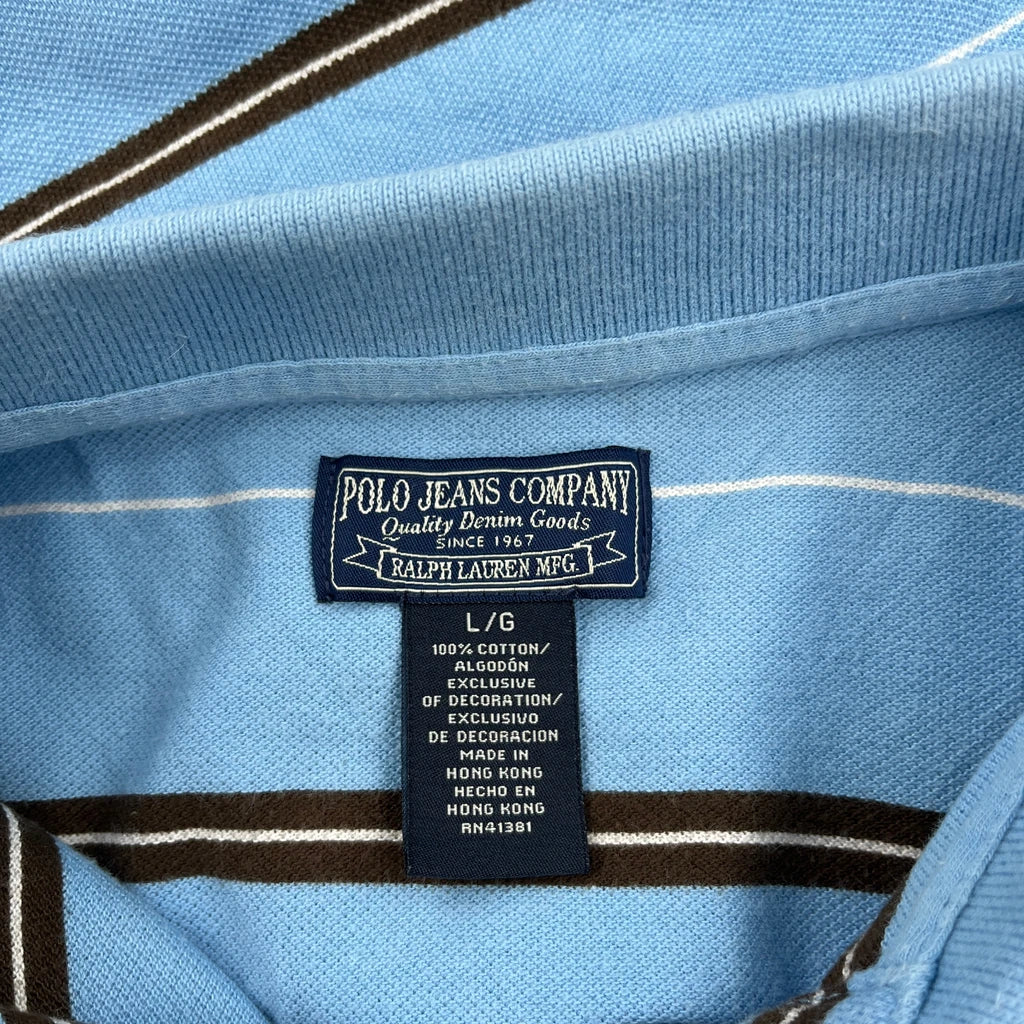 POLO JEANS COMPANY
Quality Denim Goods
SINCE 1967
RALPH LAUREN MFG.
L/G
100% COTTON/
ALGODÓN
EXCLUSIVE
OF DECORATION/
EXCLUSIVO
DE DECORACION
MADE IN
HONG KONG
HECHO EN
HONG KONG
RN41381